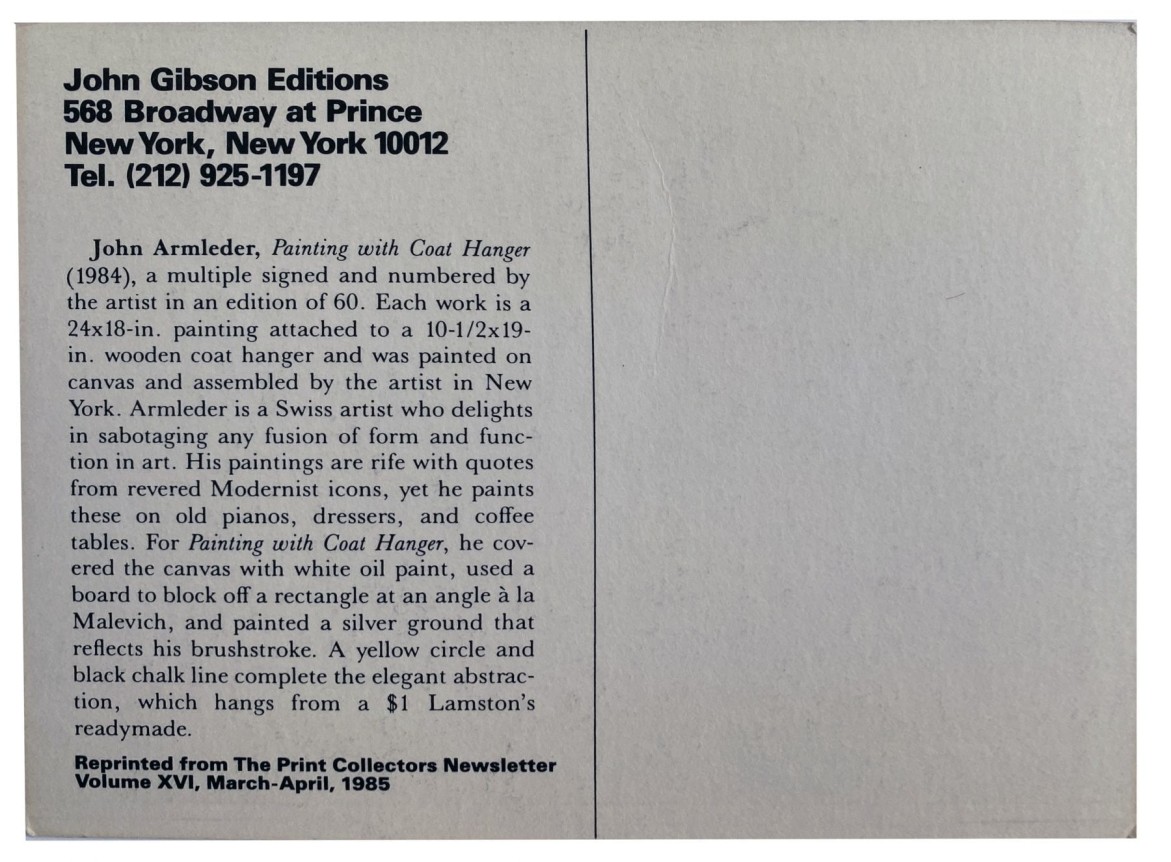 John Gibson Editions
568 Broadway at Prince
New York, New York 10012
Tel. (212) 925-1197
John Armleder, Painting with Coat Hanger
(1984), a multiple signed and numbered by
the artist in an edition of 60. Each work is a
24x18-in. painting attached to a 10-1/2x19-
in. wooden coat hanger and was painted on
canvas and assembled by the artist in New
York. Armleder is a Swiss artist who delights
in sabotaging any fusion of form and func-
tion in art. His paintings are rife with quotes
from revered Modernist icons, yet he paints
these on old pianos, dressers, and coffee
tables. For Painting with Coat Hanger, he cov-
ered the canvas with white oil paint, used a
board to block off a rectangle at an angle à la
Malevich, and painted a silver ground that
reflects his brushstroke. A yellow circle and
black chalk line complete the elegant abstrac-
tion, which hangs from a $1 Lamston's
readymade.
Reprinted from The Print Collectors Newsletter
Volume XVI, March-April, 1985